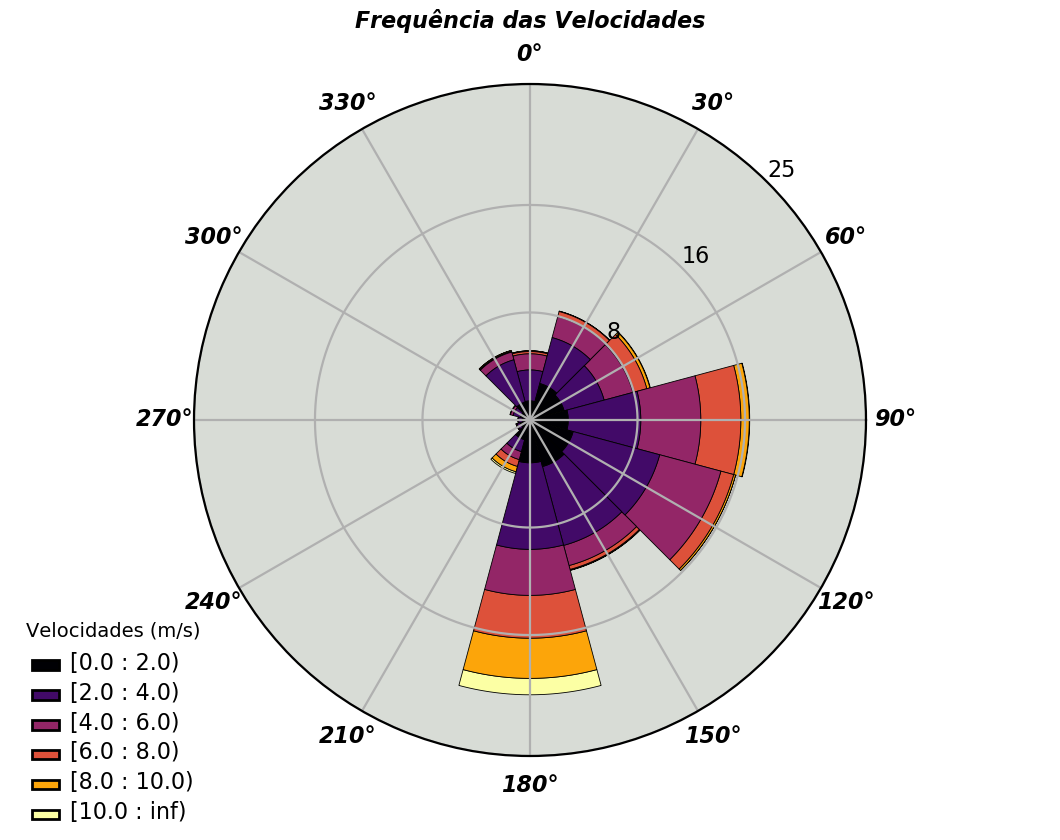 Frequência das Velocidades
0°
330°
30°
25
300°
60°
16
8
270°
90°
240°
120°
210°
150°
180°
Velocidades (m/s)
[0.0 : 2.0)
[2.0 : 4.0)
[4.0 : 6.0)
[6.0 : 8.0)
[8.0 : 10.0)
[10.0 : inf)